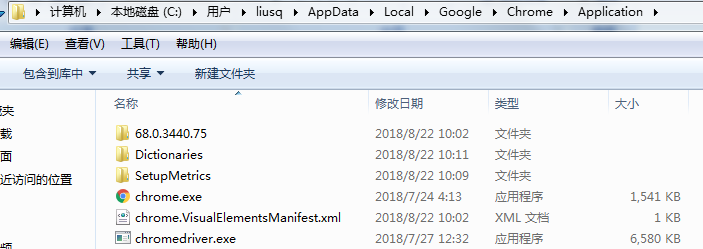 计算机 本地磁盘 (C:) 用户 liusq AppData Local Google Chrome Application
编辑(E) 查看(V) 工具(T) 帮助(H)
包含到库中 共享 新建文件夹
名称 修改日期 类型 大小
藏夹
载 68.0.3440.75 2018/8/22 10:02 文件夹
面 Dictionaries 2018/8/22 10:11 文件夹
近访问的位置 SetupMetrics 2018/8/22 10:09 文件夹
chrome.exe 2018/7/24 4:13 应用程序 1,541 KB
chrome.VisualElementsManifest.xml 2018/8/22 10:02 XML 文档 1 KB
chromedriver.exe 2018/7/27 12:32 应用程序 6,580 KB